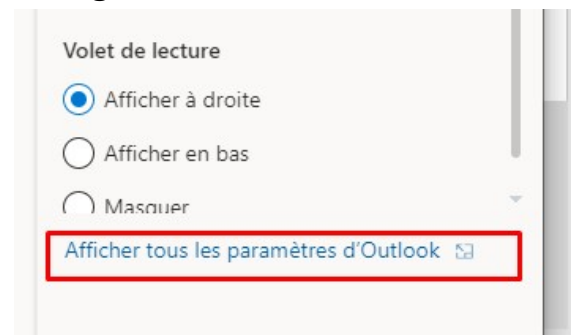 Volet de lecture
Afficher à droite
Afficher en bas
Masquer
Afficher tous les paramètres d'Outlook